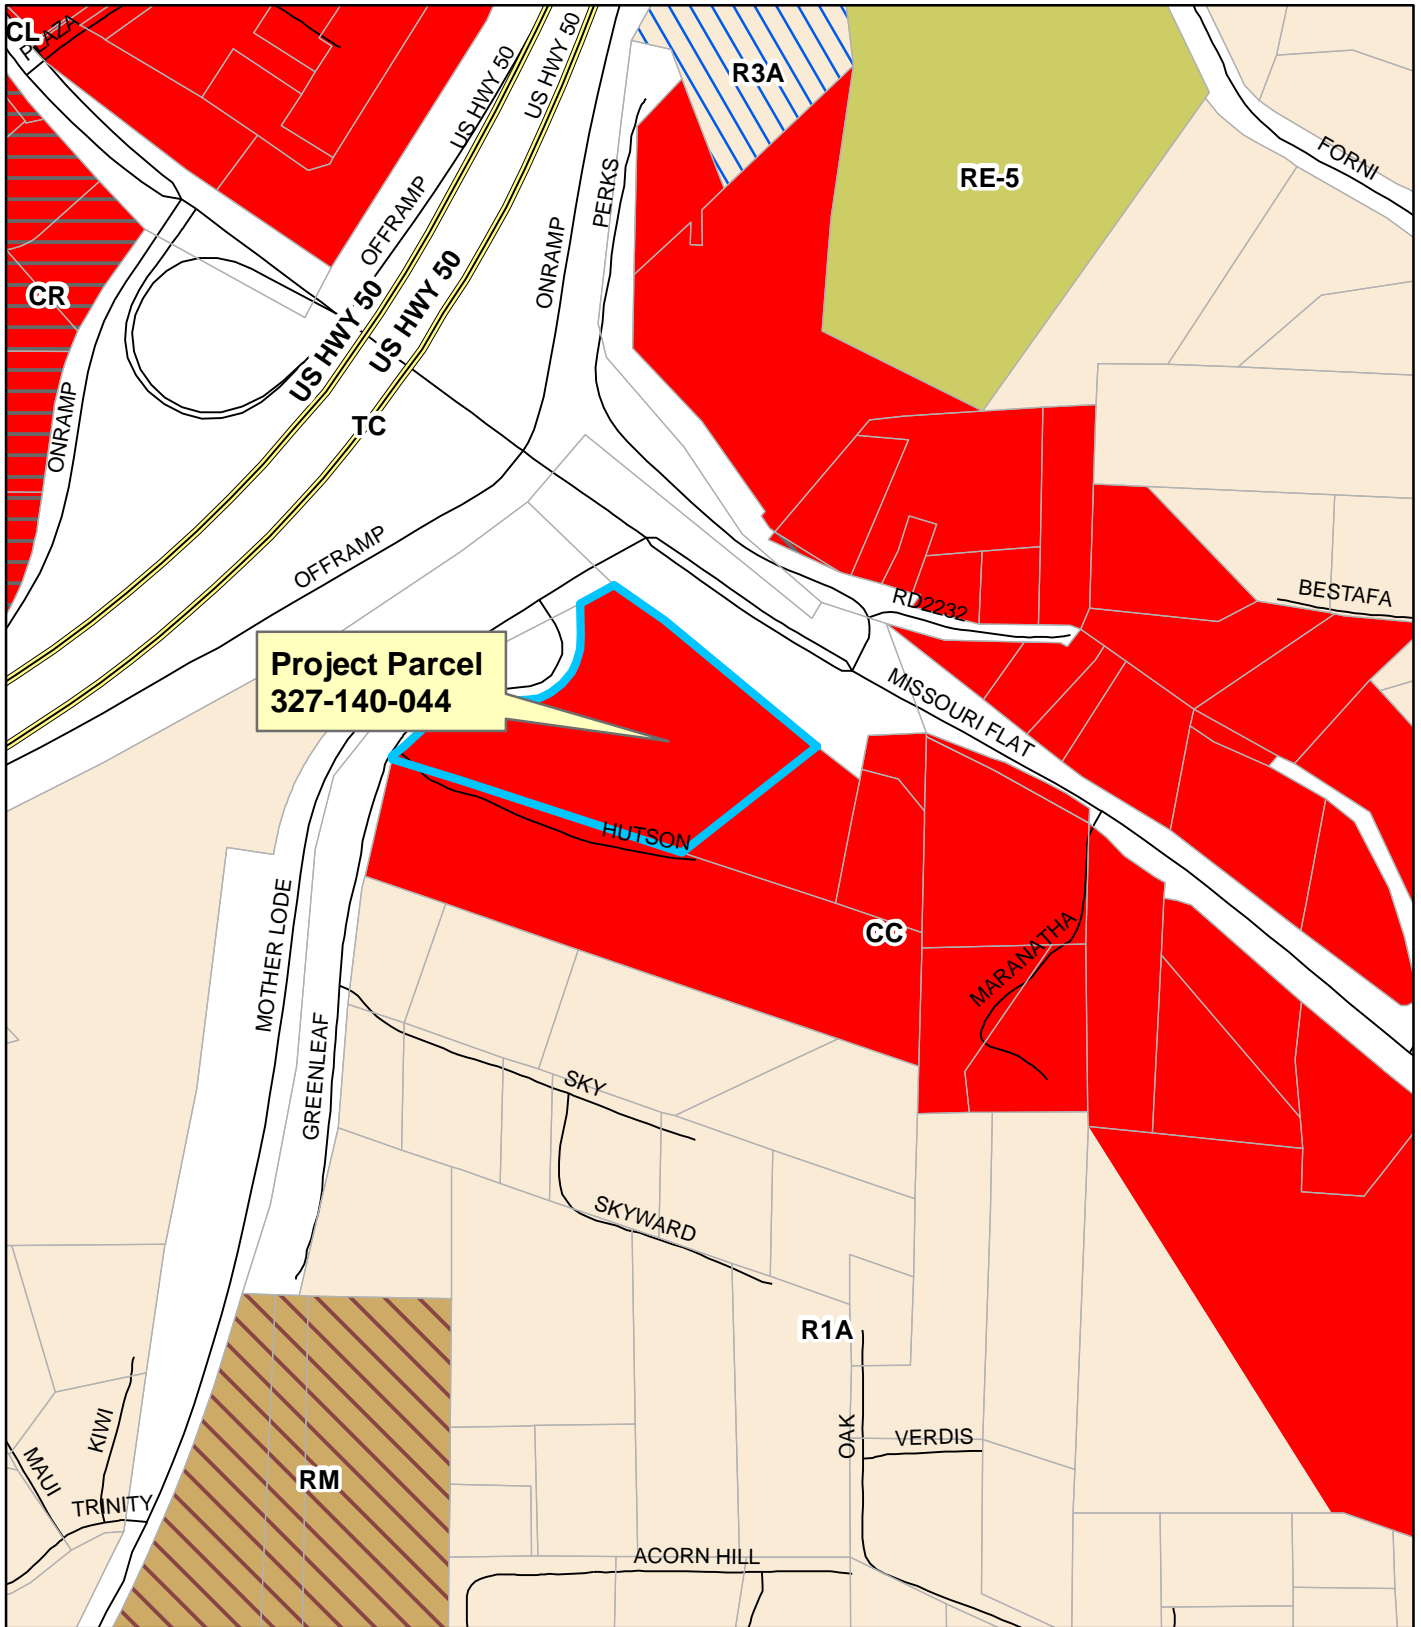 CL
PLAZA
US HWY 50
US HWY 50
R3A
FORNI
RE-5
PERKS
OFFRAMP
ONRAMP
CR
US HWY 50
US HWY 50
TC
ONRAMP
OFFRAMP
RD2232
BESTAFA
Project Parcel
327-140-044
MISSOURI FLAT
HUTSON
CC
MARANATHA
MOTHER LODE
GREENLEAF
SKY
SKYWARD
R1A
OAK
VERDIS
KIWI
MAUI
TRINITY
RM
ACORN HILL